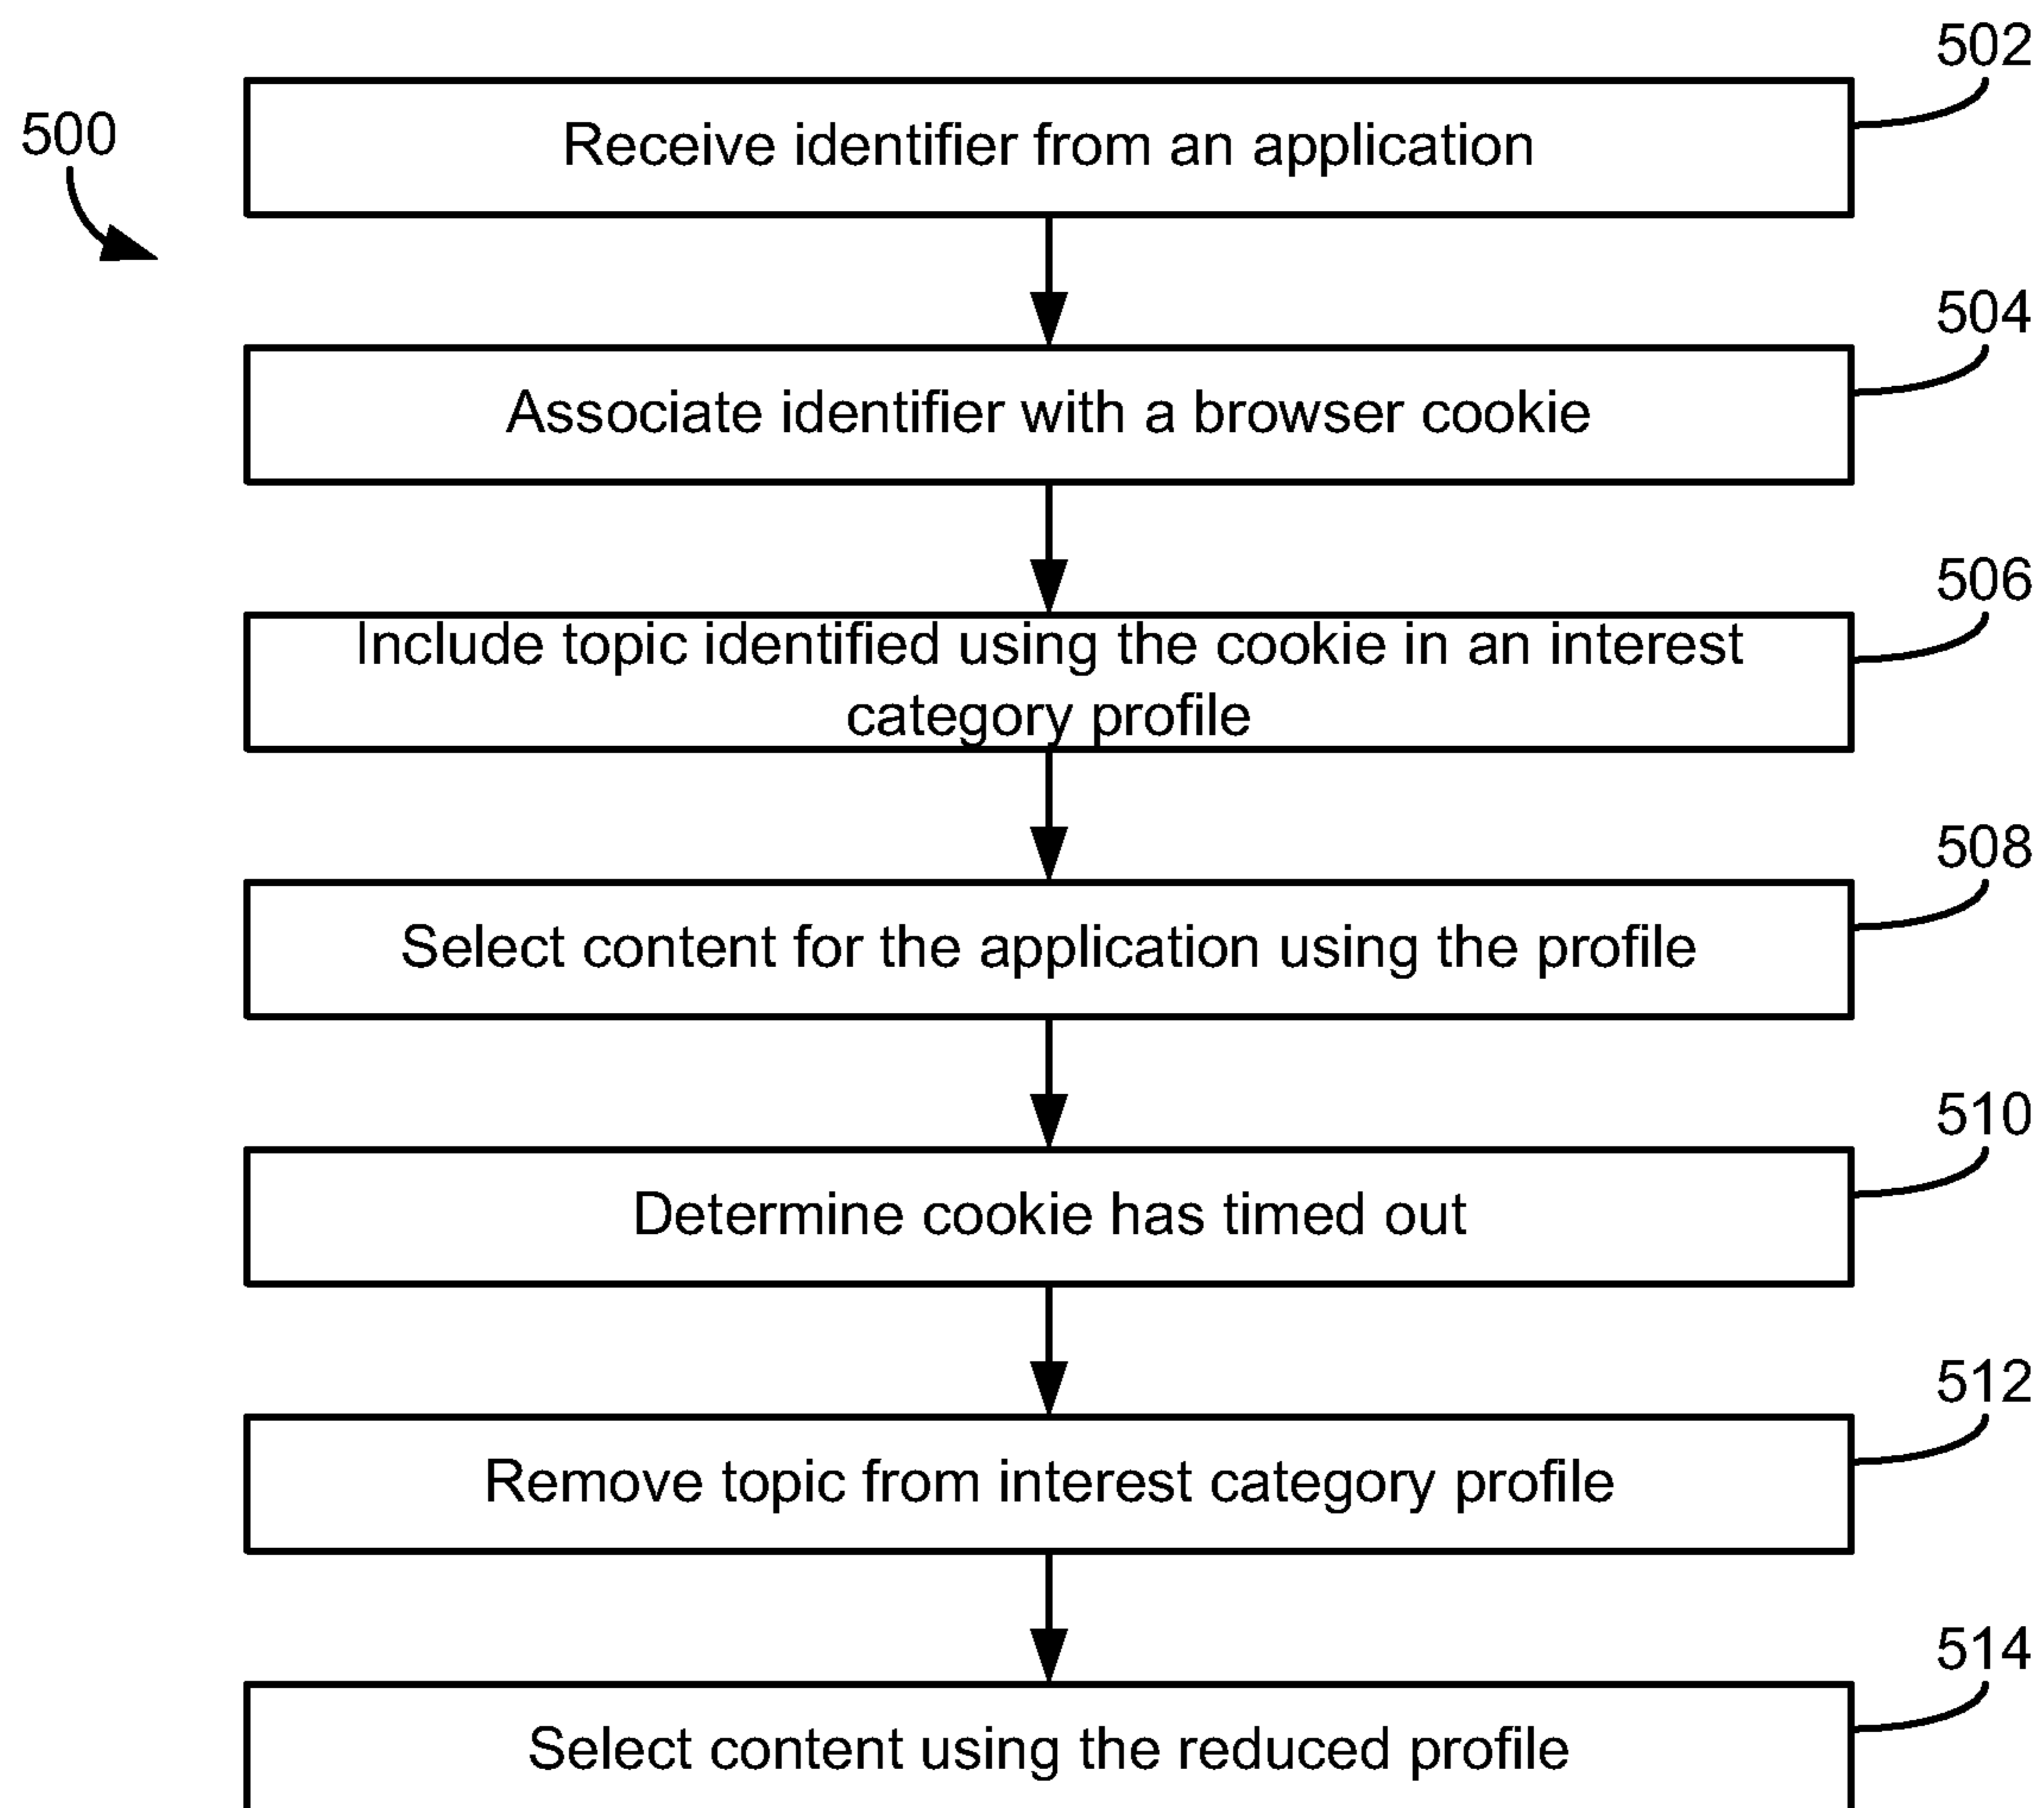 502
500
Receive identifier from an application
504
Associate identifier with a browser cookie
506
Include topic identified using the cookie in an interest
category profile
508
Select content for the application using the profile
510
Determine cookie has timed out
512
Remove topic from interest category profile
514
Select content using the reduced profile